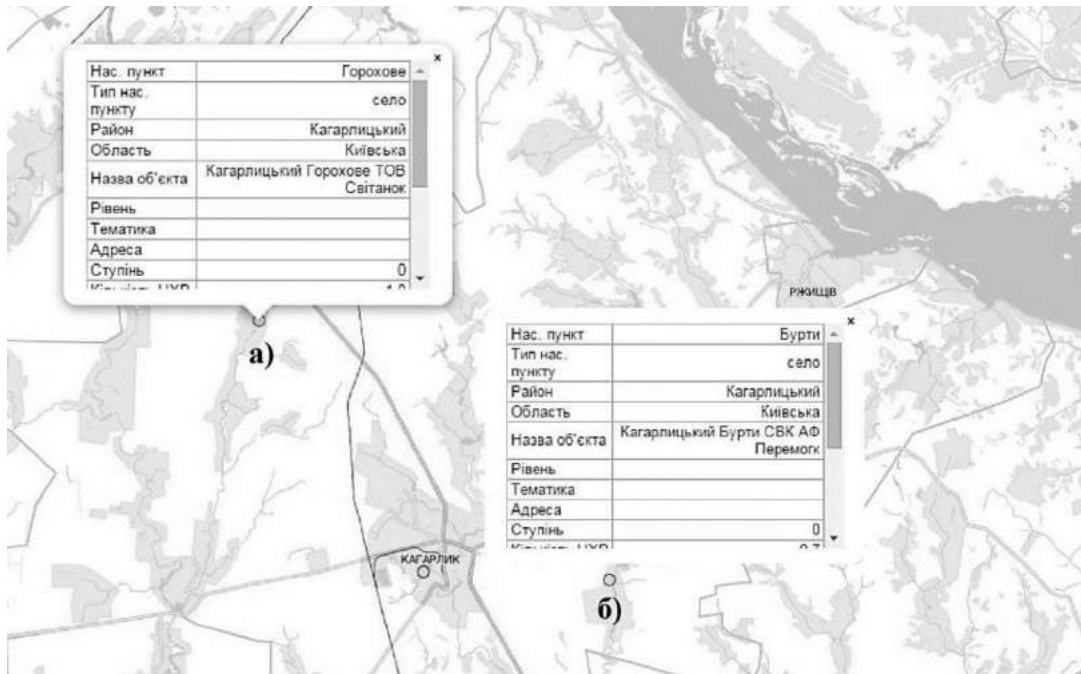 Нас. пункт Горохове
Тип нас.
пункту село
Район Кагарлицький
Область Київська
Назва об'єкта Кагарлицький Горохове ТОВ
Світанок
Рівень
Тематика
Адреса
Ступінь 0
а)
РЖИЩІВ
Нас. пункт Бурти
Тип нас.
пункту село
Район Кагарлицький
Область Київська
Назва об'єкта Кагарлицький Бурти СВК АФ
Перемогк
Рівень
Тематика
Адреса
Ступінь 0
КАГАРЛИК
б)